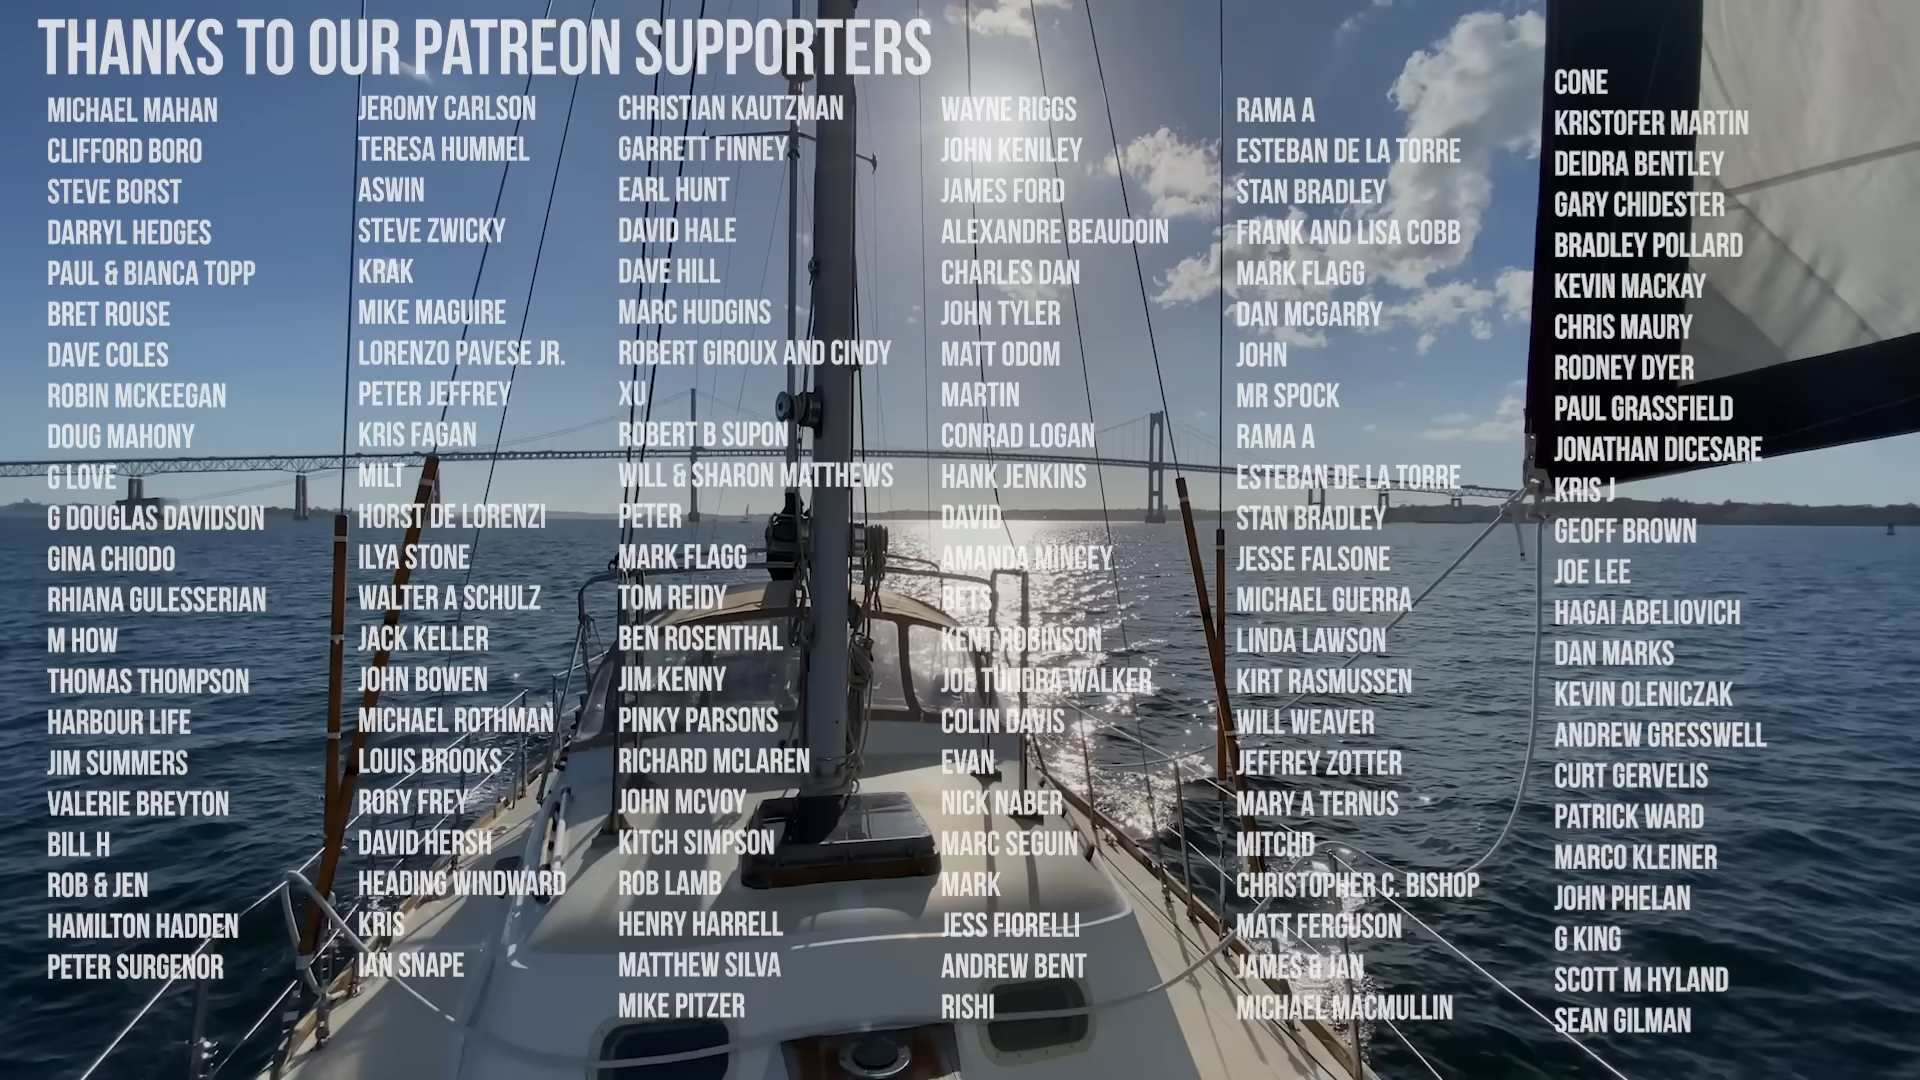 THANKS TO OUR PATREON SUPPORTERS
MICHAEL MAHAN
CLIFFORD BORO
STEVE BORST
DARRYL HEDGES
PAUL & BIANCA TOPP
BRET ROUSE
DAVE COLES
ROBIN MCKEEGAN
DOUG MAHONY
G LOVE
G DOUGLAS DAVIDSON
GINA CHIODO
RHIANA GULESSERIAN
M HOW
THOMAS THOMPSON
HARBOUR LIFE
JIM SUMMERS
VALERIE BREYTON
BILL H
ROB & JEN
HAMILTON HADDEN
PETER SURGENOR
JEROMY CARLSON
TERESA HUMMEL
ASWIN
STEVE ZWICKY
KRAK
MIKE MAGUIRE
LORENZO PAVESE JR.
PETER JEFFREY
KRIS FAGAN
MILT
HORST DE LORENZI
ILYA STONE
WALTER A SCHULZ
JACK KELLER
JOHN BOWEN
MICHAEL ROTHMAN
LOUIS BROOKS
RORY FREY
DAVID HERSH
HEADING WINDWARD
KRIS
IAN SNAPE
CHRISTIAN KAUTZMAN
GARRETT FINNEY
EARL HUNT
DAVID HALE
DAVE HILL
MARC HUDGINS
ROBERT GIROUX AND CINDY
XU
ROBERT B SUPON
WILL & SHARON MATTHEWS
PETER
MARK FLAGG
TOM REIDY
BEN ROSENTHAL
JIM KENNY
PINKY PARSONS
RICHARD MCLAREN
JOHN MCVOY
KITCH SIMPSON
ROB LAMB
HENRY HARRELL
MATTHEW SILVA
MIKE PITZER
WAYNE RIGGS
JOHN KENILEY
JAMES FORD
ALEXANDRE BEAUDOIN
CHARLES DAN
JOHN TYLER
MATT ODOM
MARTIN
CONRAD LOGAN
HANK JENKINS
DAVID
AMANDA MINCEY
BETS
KENT ROBINSON
JOE TUNDRA WALKER
COLIN DAVIS
EVAN
NICK NABER
MARC SEGUIN
MARK
JESS FIORELLI
ANDREW BENT
RISHI
RAMA A
ESTEBAN DE LA TORRE
STAN BRADLEY
FRANK AND LISA COBB
MARK FLAGG
DAN MCGARRY
JOHN
MR SPOCK
RAMA A
ESTEBAN DE LA TORRE
STAN BRADLEY
JESSE FALSONE
MICHAEL GUERRA
LINDA LAWSON
KIRT RASMUSSEN
WILL WEAVER
JEFFREY ZOTTER
MARY A TERNUS
MITCHD
CHRISTOPHER C. BISHOP
MATT FERGUSON
JAMES & JAN
MICHAEL MACMULLIN
CONE
KRISTOFER MARTIN
DEIDRA BENTLEY
GARY CHIDESTER
BRADLEY POLLARD
KEVIN MACKAY
CHRIS MAURY
RODNEY DYER
PAUL GRASSFIELD
JONATHAN DICESARE
KRIS J
GEOFF BROWN
JOE LEE
HAGAI ABELIOVICH
DAN MARKS
KEVIN OLENICZAK
ANDREW GRESSWELL
CURT GERVELIS
PATRICK WARD
MARCO KLEINER
JOHN PHELAN
G KING
SCOTT M HYLAND
SEAN GILMAN